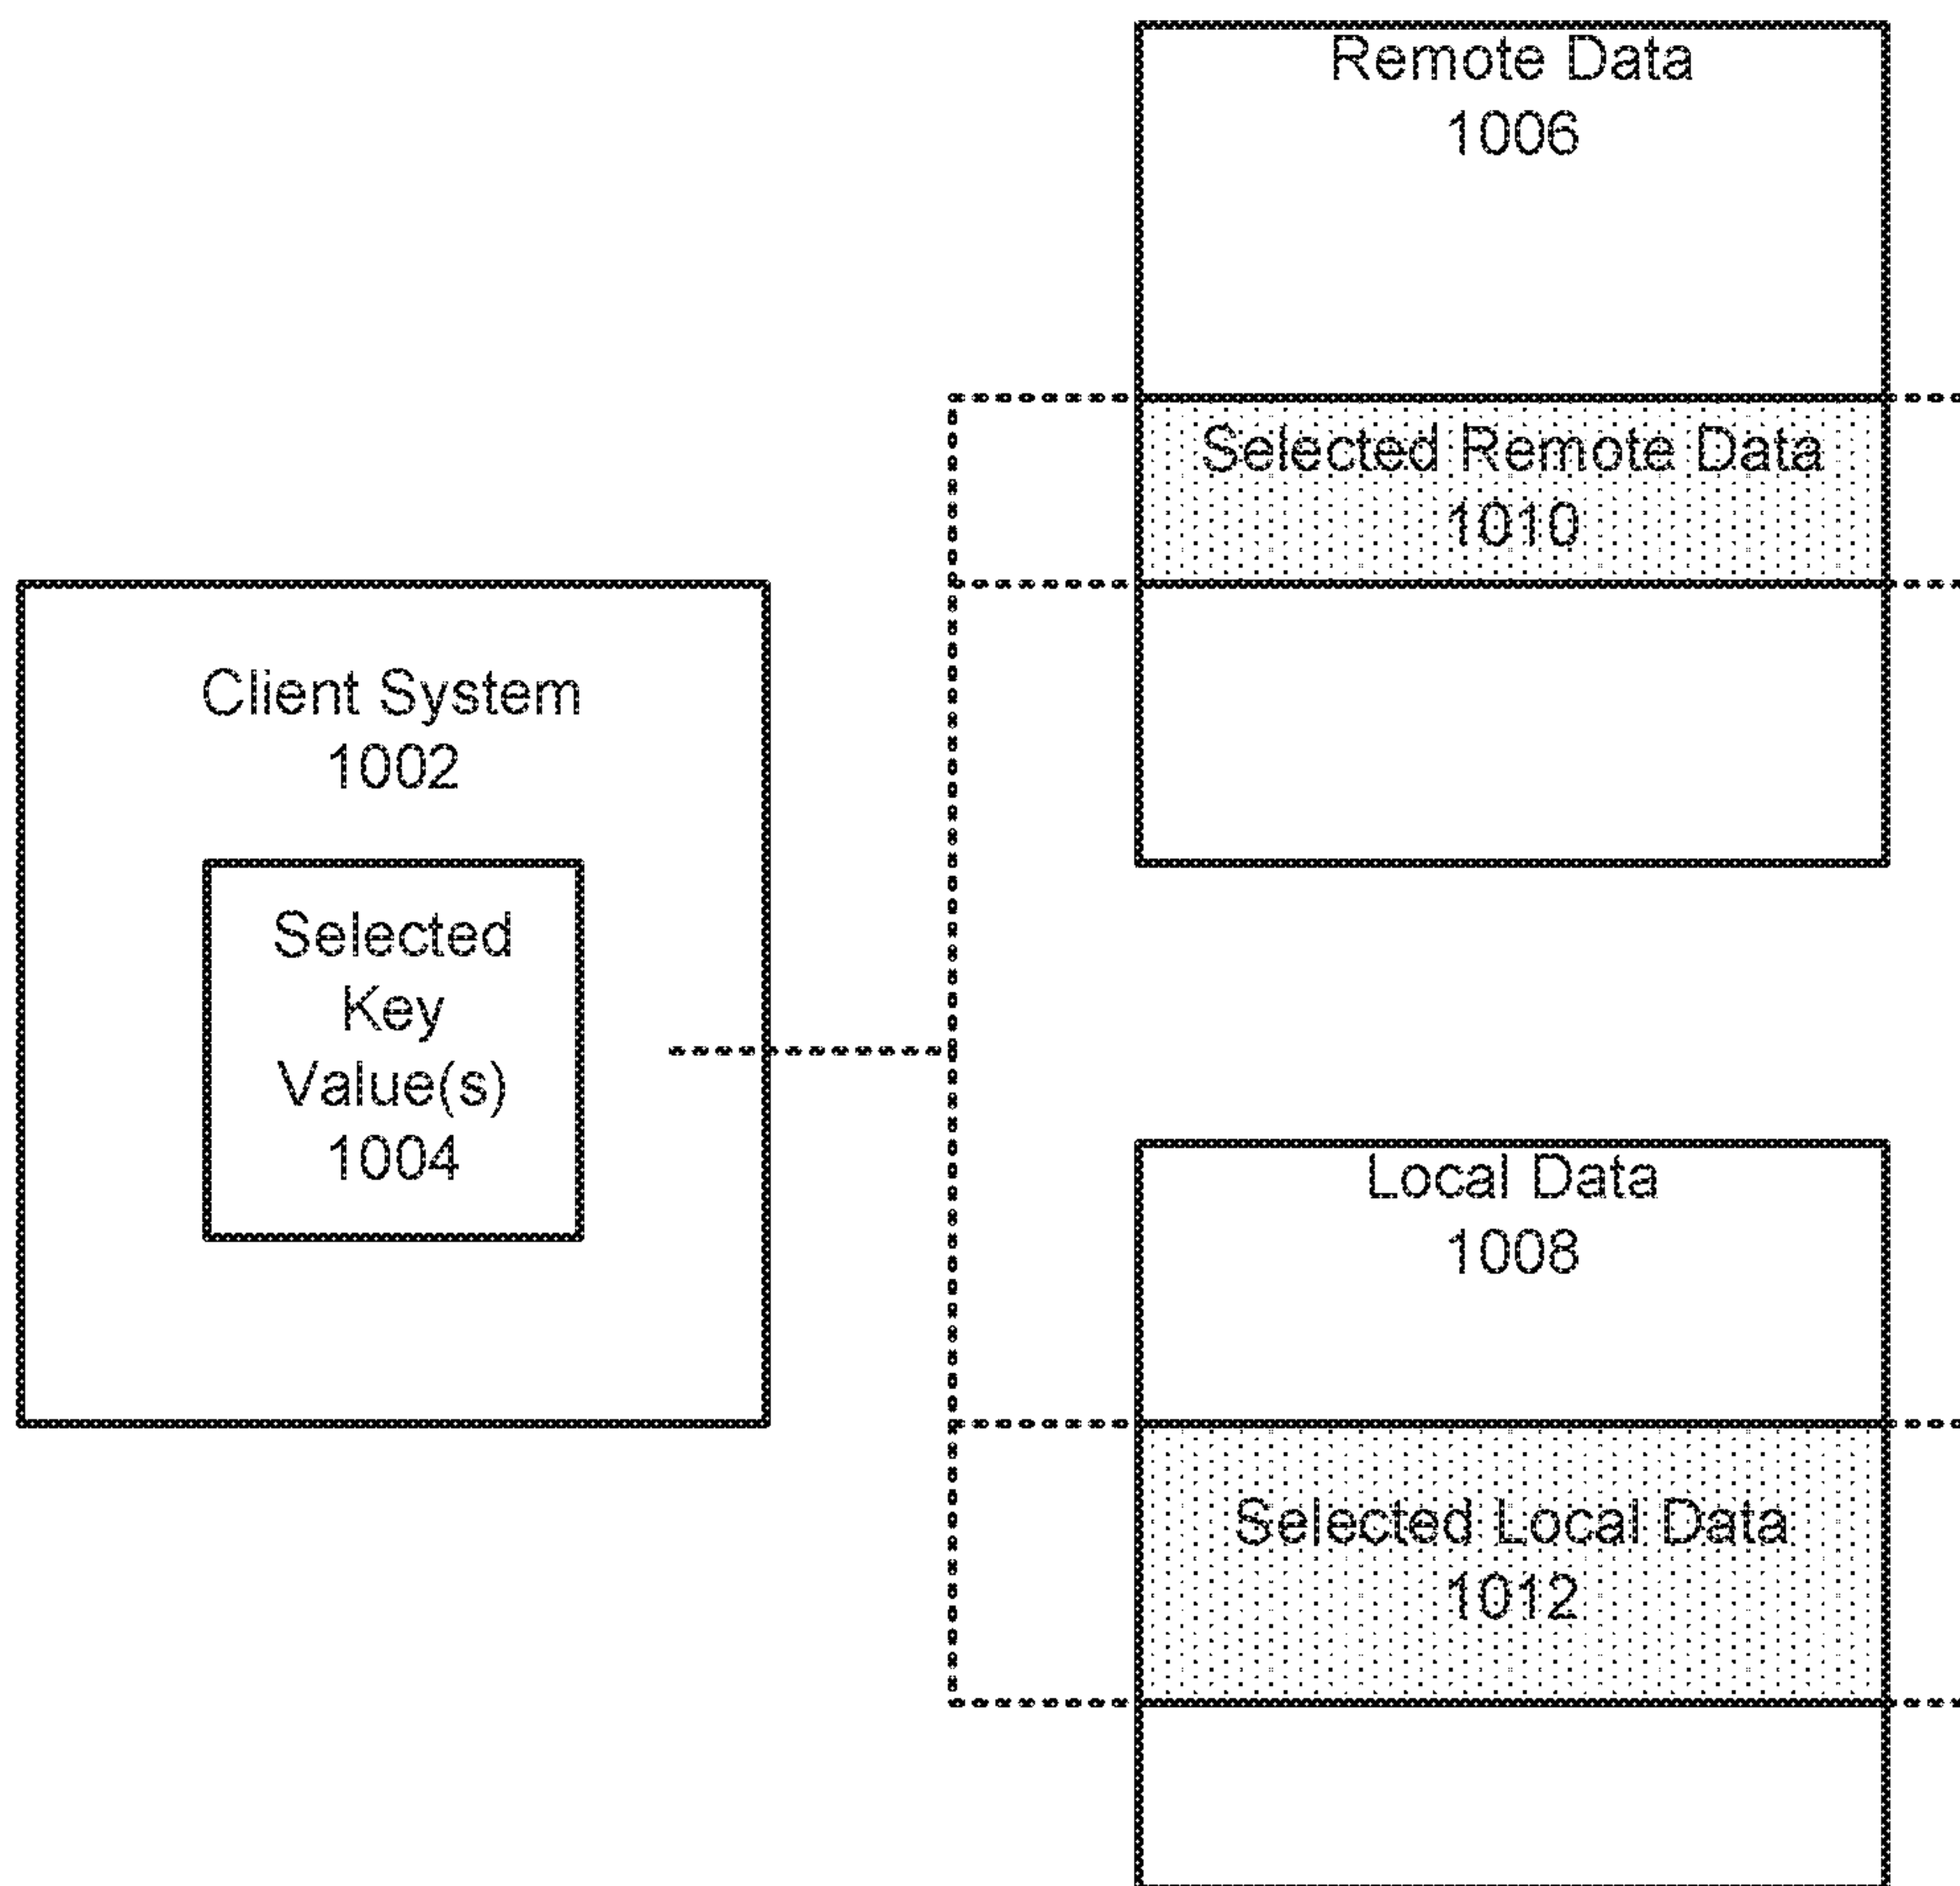 Remote Data
1006
Selected Remote Data
1010
Client System
1002
Selected
Key
Value(s)
1004
Local Data
1008
Selected Local Data
1012